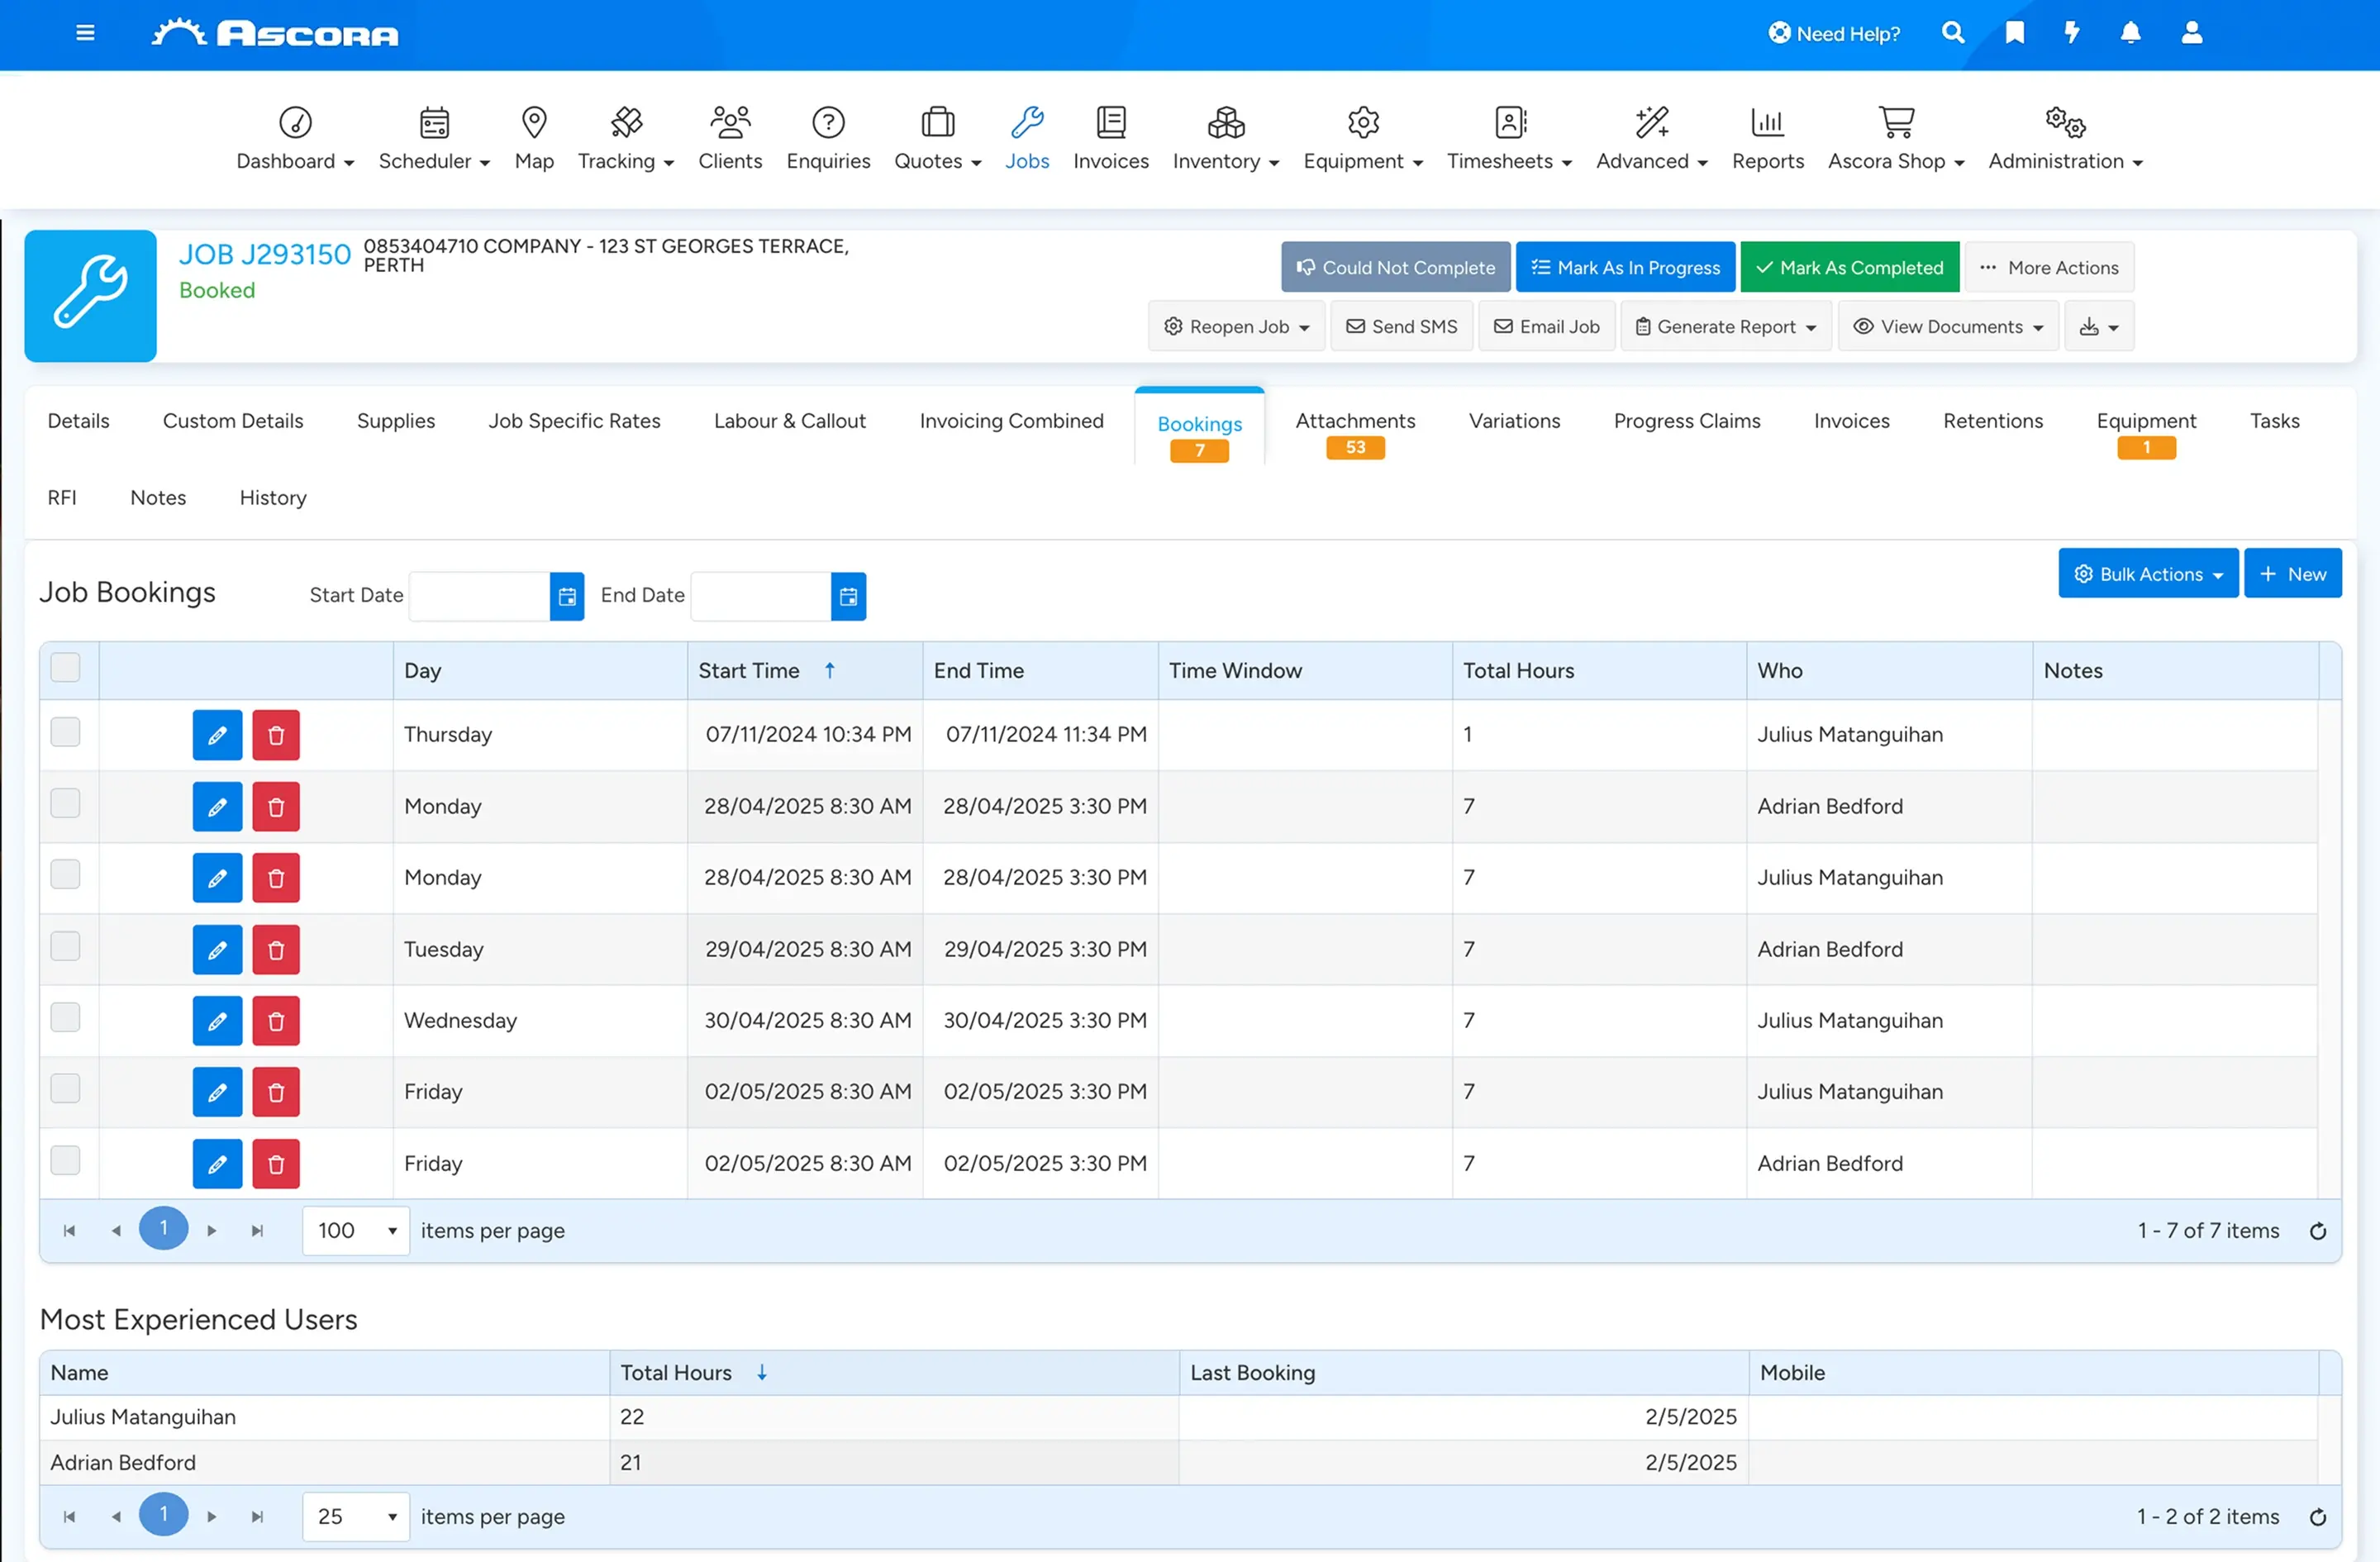 ASCORA
Need Help?
Dashboard Scheduler Map Tracking Clients Enquiries Quotes Jobs Invoices Inventory Equipment Timesheets Advanced Reports Ascora Shop Administration
JOB J293150 0853404710 COMPANY - 123 ST GEORGES TERRACE,
PERTH
Booked
Could Not Complete Mark As In Progress Mark As Completed More Actions
Reopen Job Send SMS Email Job Generate Report View Documents
Details Custom Details Supplies Job Specific Rates Labour & Callout Invoicing Combined Bookings Attachments Variations Progress Claims Invoices Retentions Equipment Tasks
7 53 1
RFI Notes History
Job Bookings Start Date End Date Bulk Actions + New
Day Start Time End Time Time Window Total Hours Who Notes
Thursday 07/11/2024 10:34 PM 07/11/2024 11:34 PM 1 Julius Matanguihan
Monday 28/04/2025 8:30 AM 28/04/2025 3:30 PM 7 Adrian Bedford
Monday 28/04/2025 8:30 AM 28/04/2025 3:30 PM 7 Julius Matanguihan
Tuesday 29/04/2025 8:30 AM 29/04/2025 3:30 PM 7 Adrian Bedford
Wednesday 30/04/2025 8:30 AM 30/04/2025 3:30 PM 7 Julius Matanguihan
Friday 02/05/2025 8:30 AM 02/05/2025 3:30 PM 7 Julius Matanguihan
Friday 02/05/2025 8:30 AM 02/05/2025 3:30 PM 7 Adrian Bedford
1 100 items per page 1 - 7 of 7 items
Most Experienced Users
Name Total Hours Last Booking Mobile
Julius Matanguihan 22 2/5/2025
Adrian Bedford 21 2/5/2025
1 25 items per page 1 - 2 of 2 items